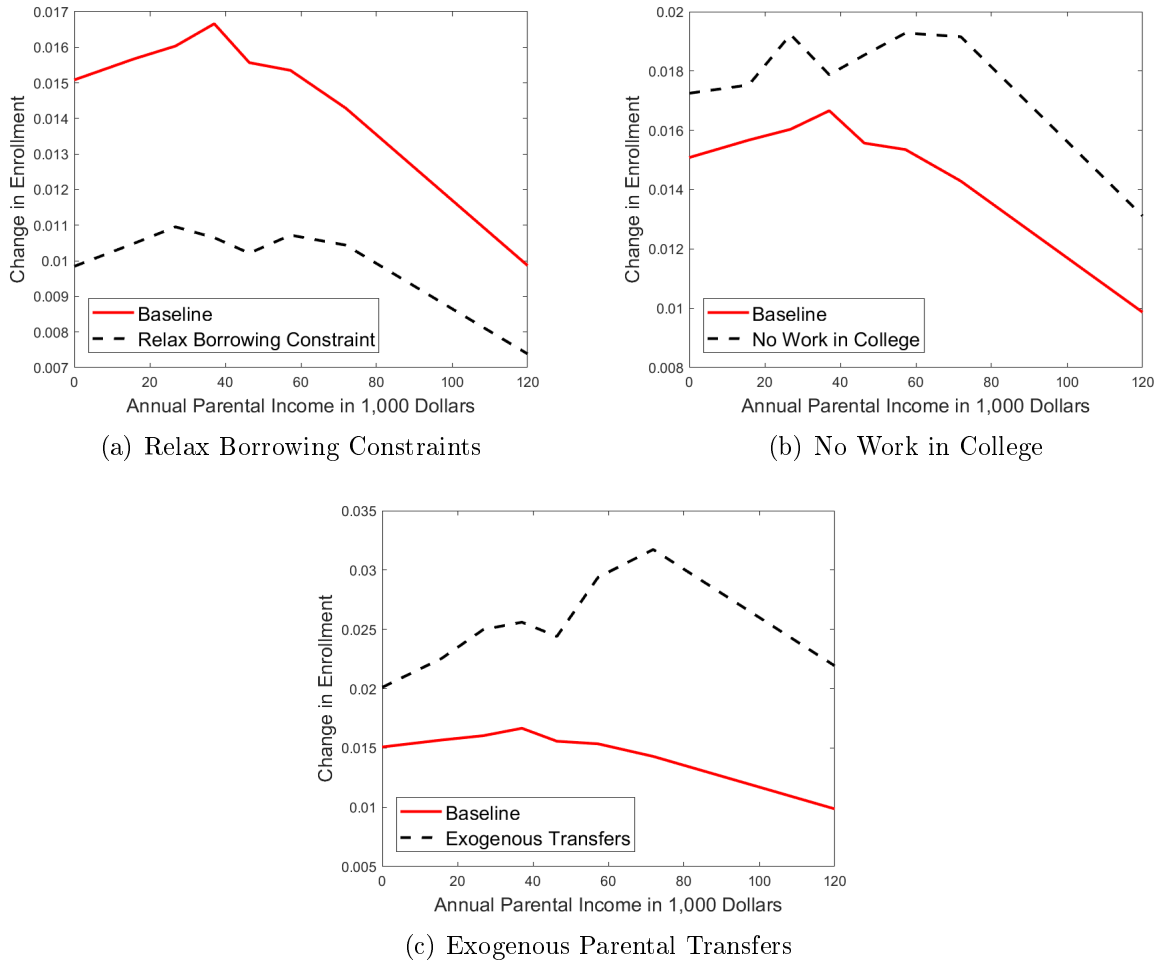 0.017
0.016
0.015
0.014
0.013
0.012
0.011
0.01
0.009
0.008
0.007
Change in Enrollment
Baseline
Relax Borrowing Constraint
0 20 40 60 80 100 120
Annual Parental Income in 1,000 Dollars
(a) Relax Borrowing Constraints
0.02
0.018
0.016
0.014
0.012
0.01
0.008
Change in Enrollment
Baseline
No Work in College
0 20 40 60 80 100 120
Annual Parental Income in 1,000 Dollars
(b) No Work in College
0.035
0.03
0.025
0.02
0.015
0.01
0.005
Change in Enrollment
Baseline
Exogenous Transfers
0 20 40 60 80 100 120
Annual Parental Income in 1,000 Dollars
(c) Exogenous Parental Transfers